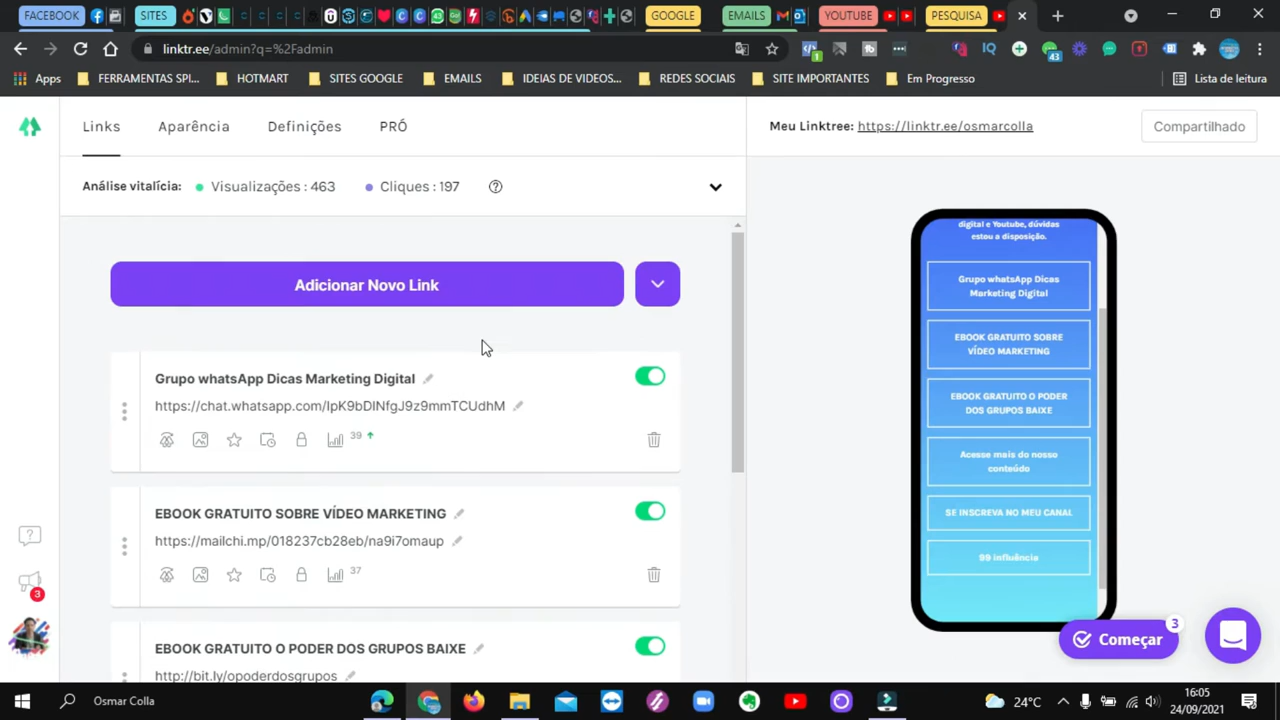 FACEBOOK
SITES
GOOGLE
EMAILS
YOUTUBE
PESQUISA
linktr.ee/admin?q=%2Fadmin
1
43
Apps
FERRAMENTAS SPI...
HOTMART
SITES GOOGLE
EMAILS
IDEIAS DE VIDEOS...
REDES SOCIAIS
SITE IMPORTANTES
Em Progresso
Lista de leitura
Links
Aparência
Definições
PRÓ
Meu Linktree: https://linktr.ee/osmarcolla
Compartilhado
Análise vitalícia:
Visualizações : 463
Cliques : 197
Adicionar Novo Link
Grupo whatsApp Dicas Marketing Digital
https://chat.whatsapp.com/IpK9bDINfgJ9z9mmTCUdhM
39
EBOOK GRATUITO SOBRE VÍDEO MARKETING
https://mailchi.mp/018237cb28eb/na9i7omaup
37
EBOOK GRATUITO O PODER DOS GRUPOS BAIXE
http://bit.ly/opoderdosgrupos
3
digital e Youtube, dúvidas
estou a disposição.
Grupo whatsApp Dicas
Marketing Digital
EBOOK GRATUITO SOBRE
VÍDEO MARKETING
EBOOK GRATUITO O PODER
DOS GRUPOS BAIXE
Acesse mais do nosso
conteúdo
SE INSCREVA NO MEU CANAL
99 influência
Começar
3
Osmar Colla
24°C
16:05
24/09/2021